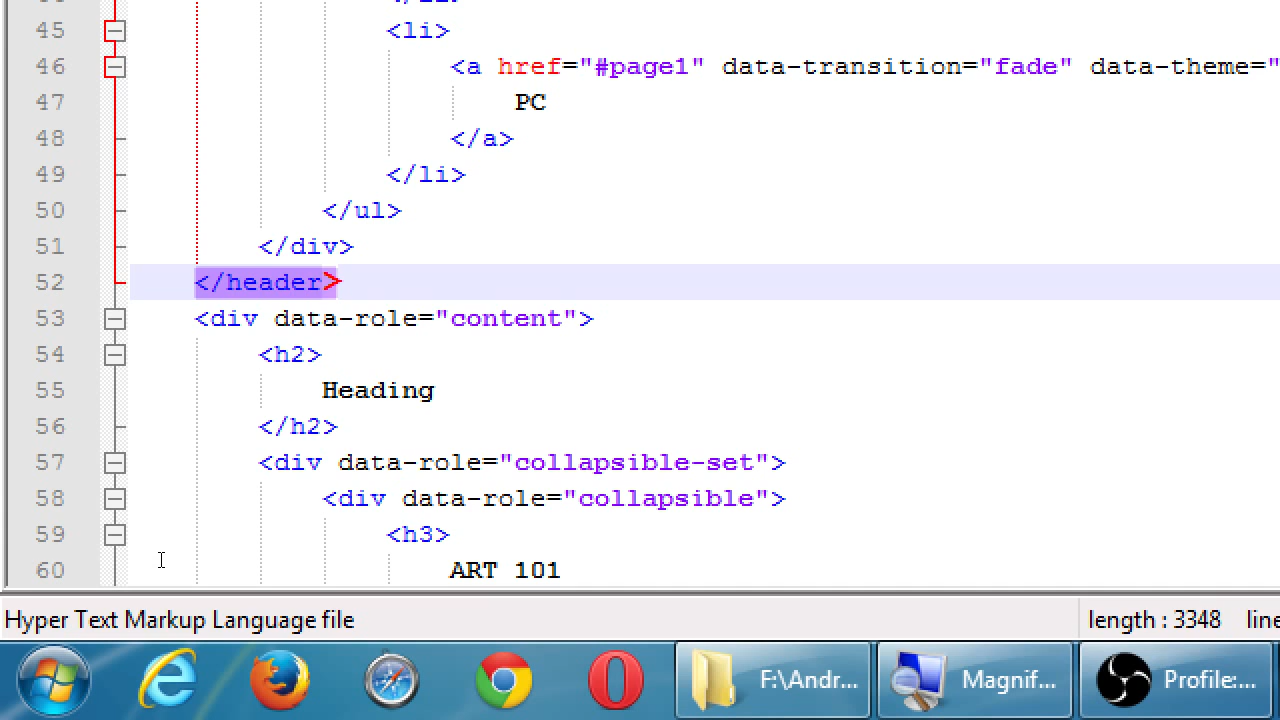 45 <li>
46 <a href="#page1" data-transition="fade" data-theme="
47 PC
48 </a>
49 </li>
50 </ul>
51 </div>
52 </header>
53 <div data-role="content">
54 <h2>
55 Heading
56 </h2>
57 <div data-role="collapsible-set">
58 <div data-role="collapsible">
59 <h3>
60 ART 101
Hyper Text Markup Language file length : 3348 line
F:\Andr... Magnif... Profile:...